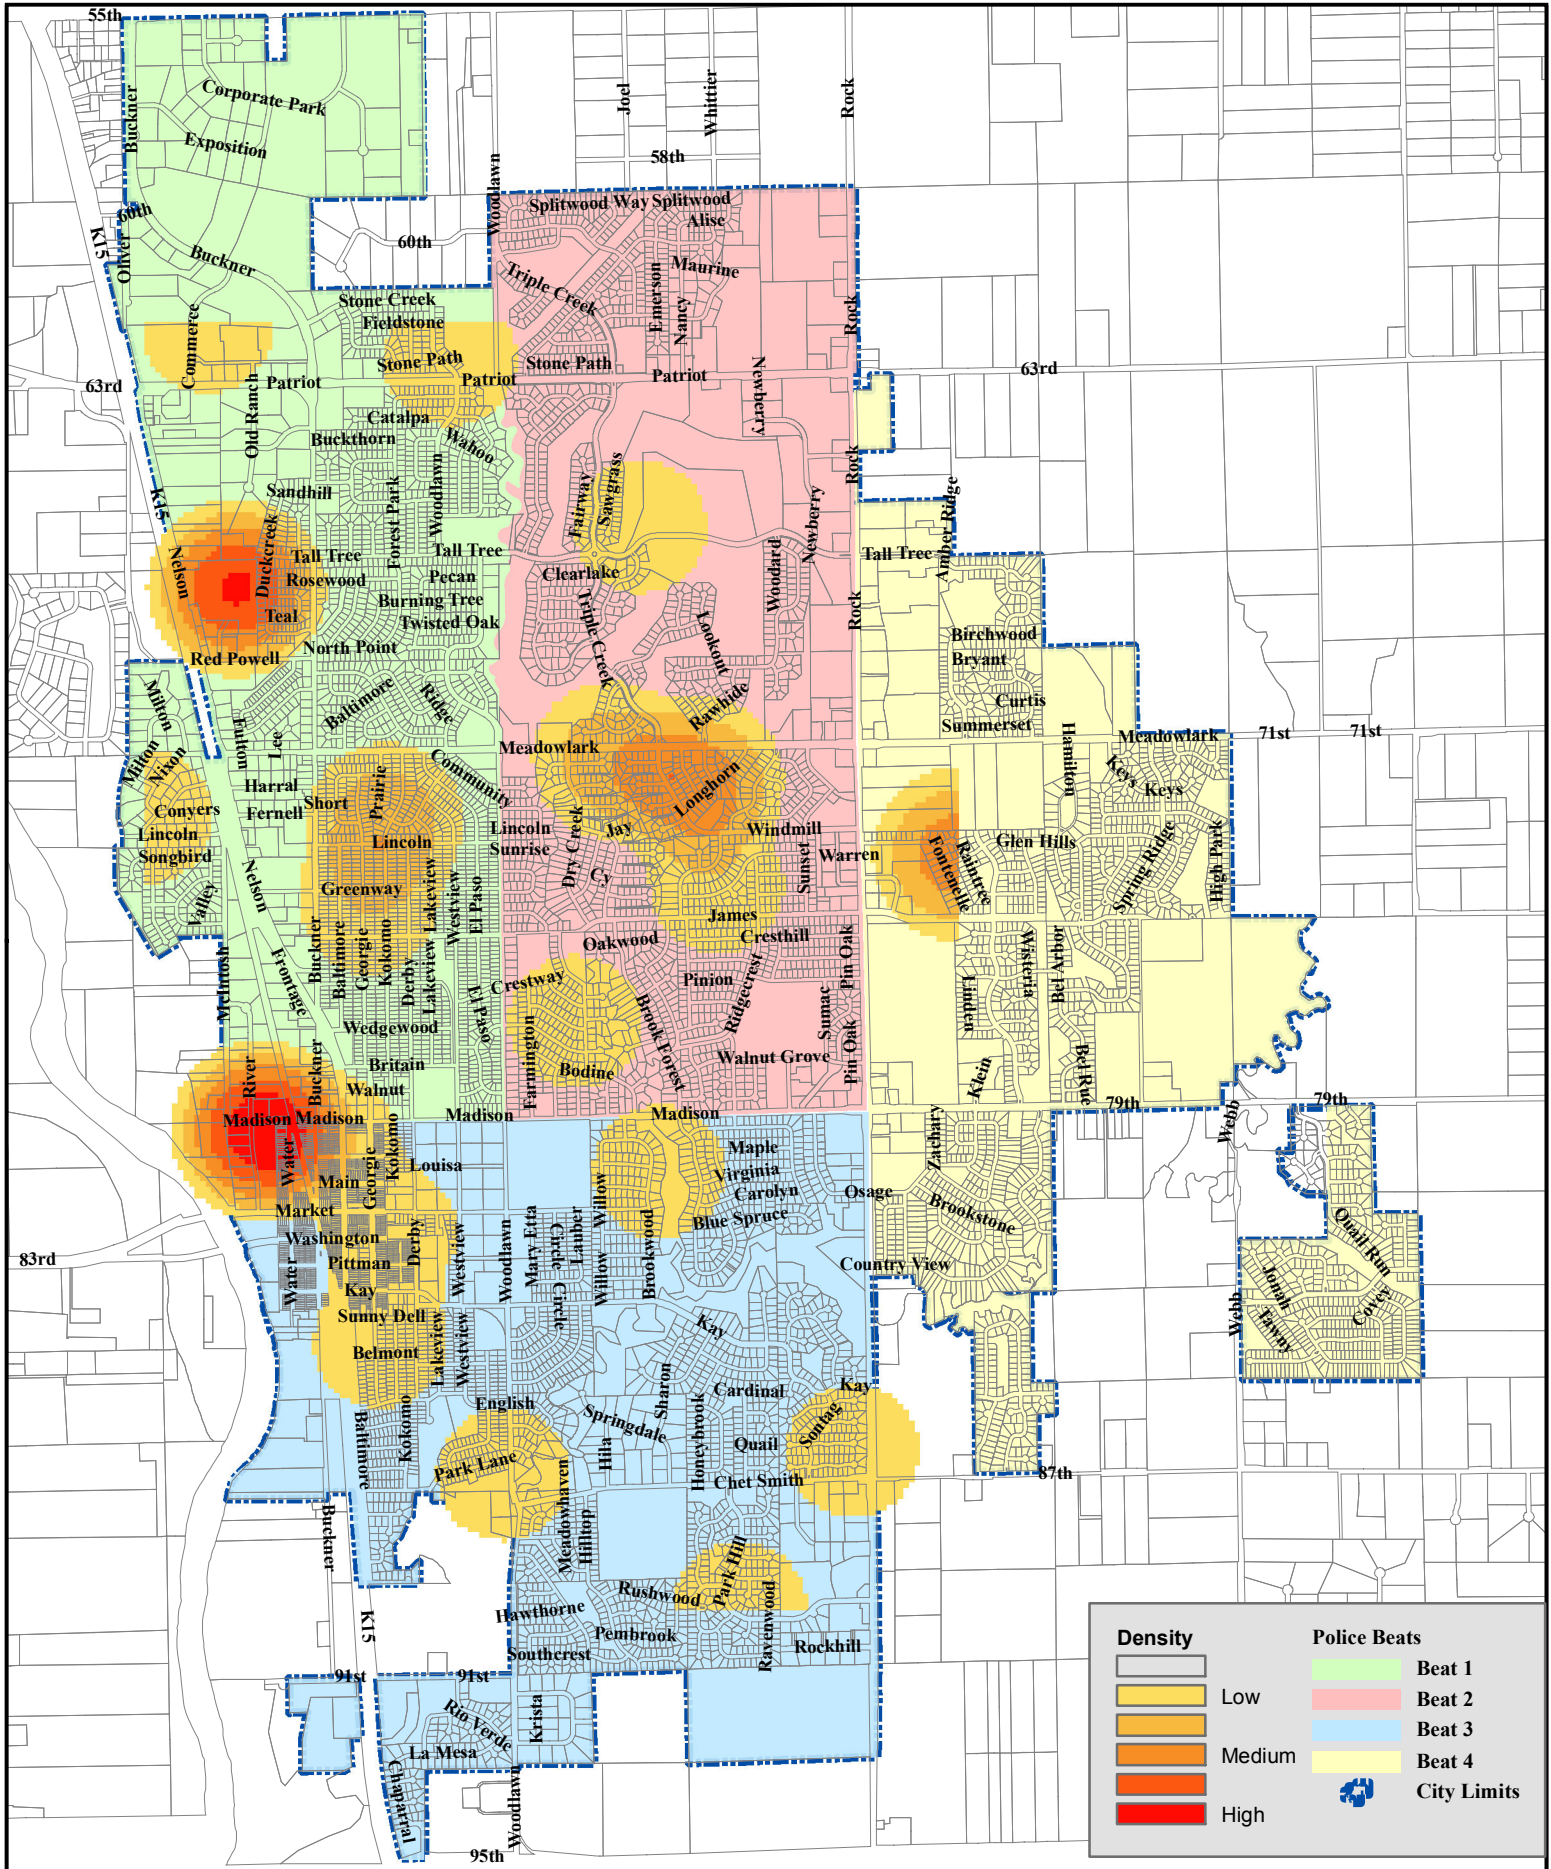 55th
Corporate Park
Buckner
Exposition
Joel
Whittier
Rock
58th
60th
K15
Oliver
Buckner
60th
Woodlawn
Splitwood Way
Splitwood
Alise
Triple Creek
Emerson
Maurine
Nancy
Rock
Stone Creek
Fieldstone
Commerce
Stone Path
Stone Path
63rd
Patriot
Patriot
Patriot
63rd
Old Ranch
Catalpa
Buckthorn
Wahoo
Newberry
Rock
K15
Sandhill
Forest Park
Woodlawn
Fairway
Sawgrass
Newberry
Amber Ridge
Nelson
Duckcreek
Tall Tree
Tall Tree
Tall Tree
Rosewood
Pecan
Clearlake
Woodard
Teal
Burning Tree
Twisted Oak
Triple Creek
Rock
Lookout
Birchwood
Red Powell
North Point
Bryant
Milton
Baltimore
Ridge
Rawhide
Curtis
Summerset
Fulton
Lee
Meadowlark
Hamilton
Meadowlark
71st
71st
Milton
Nixon
Harral
Community
Longhorn
Keys
Keys
Conyers
Fernell
Short
Prairie
Lincoln
Lincoln
Lincoln
Songbird
Sunrise
Dry Creek
Jay
Windmill
Warren
Sunset
Fontenelle
Raintree
Glen Hills
Spring Ridge
High Park
Valley
Nelson
Greenway
Lakeview
Westview
El Paso
Cy
James
McIntosh
Frontage
Buckner
Baltimore
Georgie
Kokomo
Derby
Lakeview
Oakwood
Cresthill
Pin Oak
Crestway
Pinion
Ridgecrest
Linden
Wisteria
Bel Arbor
El Paso
Wedgewood
Farmington
Brook Forest
Sumac
Pin Oak
Britain
Bodine
Walnut Grove
Klein
Bel Rue
River
Buckner
Walnut
Madison
Madison
Madison
Madison
79th
79th
Webb
Water
Kokomo
Louisa
Maple
Zachary
Main
Georgie
Virginia
Carolyn
Osage
Market
Willow
Blue Spruce
Brookstone
Quail Run
83rd
Washington
Derby
Westview
Woodlawn
Mary Etta
Circle
Lauber
Willow
Brookwood
Water
Pittman
Country View
Kay
Circle
Jonah
Covey
Webb
Tawny
Sunny Dell
Kay
Belmont
Lakeview
Westview
Sharon
Cardinal
Kay
English
Springdale
Honeybrook
Sontag
Baltimore
Kokomo
Hila
Quail
Park Lane
Chet Smith
87th
Meadowhaven
Hilltop
Buckner
Park Hill
Rushwood
Ravenwood
Hawthorne
K15
Pembrook
Southcrest
Rockhill
91st
91st
Krista
Rio Verde
La Mesa
Chaparral
Woodlawn
95th
Density
Low
Medium
High
Police Beats
Beat 1
Beat 2
Beat 3
Beat 4
City Limits